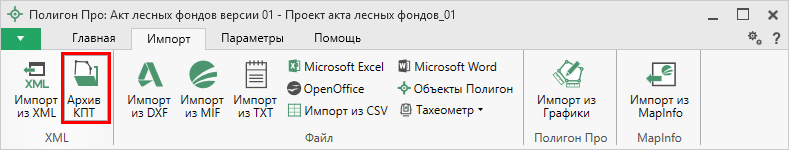 Полигон Про: Акт лесных фондов версии 01 - Проект акта лесных фондов_01
Главная Импорт Параметры Помощь
XML
Импорт
из XML
Архив
КПТ
Импорт
из DXF
Импорт
из MIF
TXT
Импорт
из TXT
Microsoft Excel
OpenOffice
Импорт из CSV
Microsoft Word
Объекты Полигон
Тахеометр
Импорт из
Графики
Импорт из
MapInfo
XML
Файл
Полигон Про
MapInfo